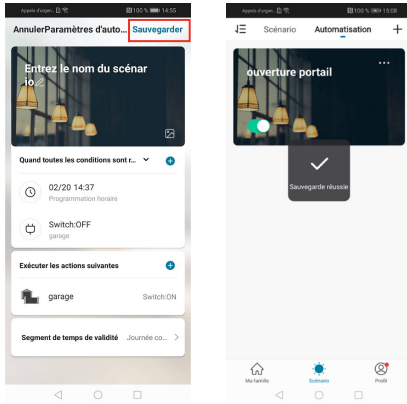 Appels d'urgen...
100 % 14:55
Annuler Paramètres d'auto... Sauvegarder
Entrez le nom du scénar
io
Quand toutes les conditions sont r...
02/20 14:37
Programmation horaire
Switch:OFF
garage
Exécuter les actions suivantes
garage Switch:ON
Segment de temps de validité Journée co...
Appels d'urgen...
100 % 15:08
Scénario Automatisation
ouverture portail
Sauvegarde réussie
Ma famille Scénario Profil